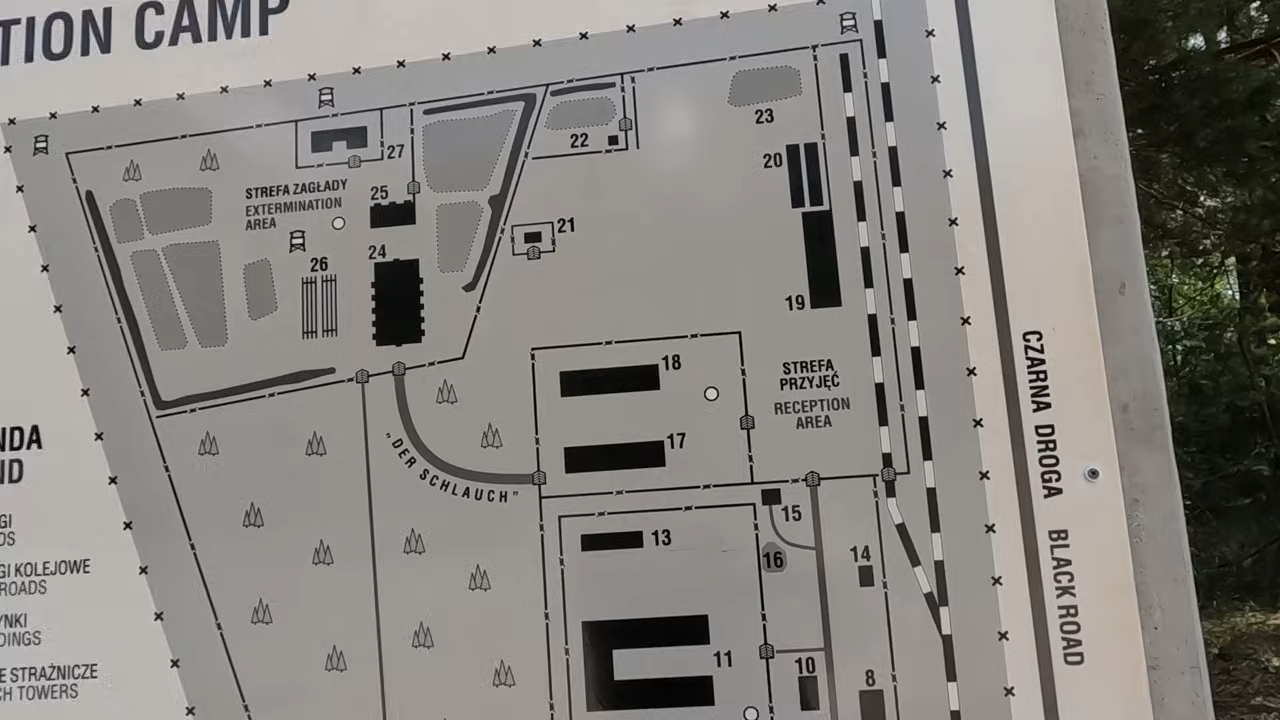 TION CAMP
23
22
27
20
STREFA ZAGŁADY
EXTERMINATION
AREA
25
21
24
26
19
18
STREFA
PRZYJĘĆ
RECEPTION
AREA
17
„DER SCHLAUCH”
15
13
16
14
11
10
8
CZARNA DROGA
BLACK ROAD
NDA
ND
GI
DS
GI KOLEJOWE
ROADS
YNKI
DINGS
E STRAŻNICZE
CH TOWERS